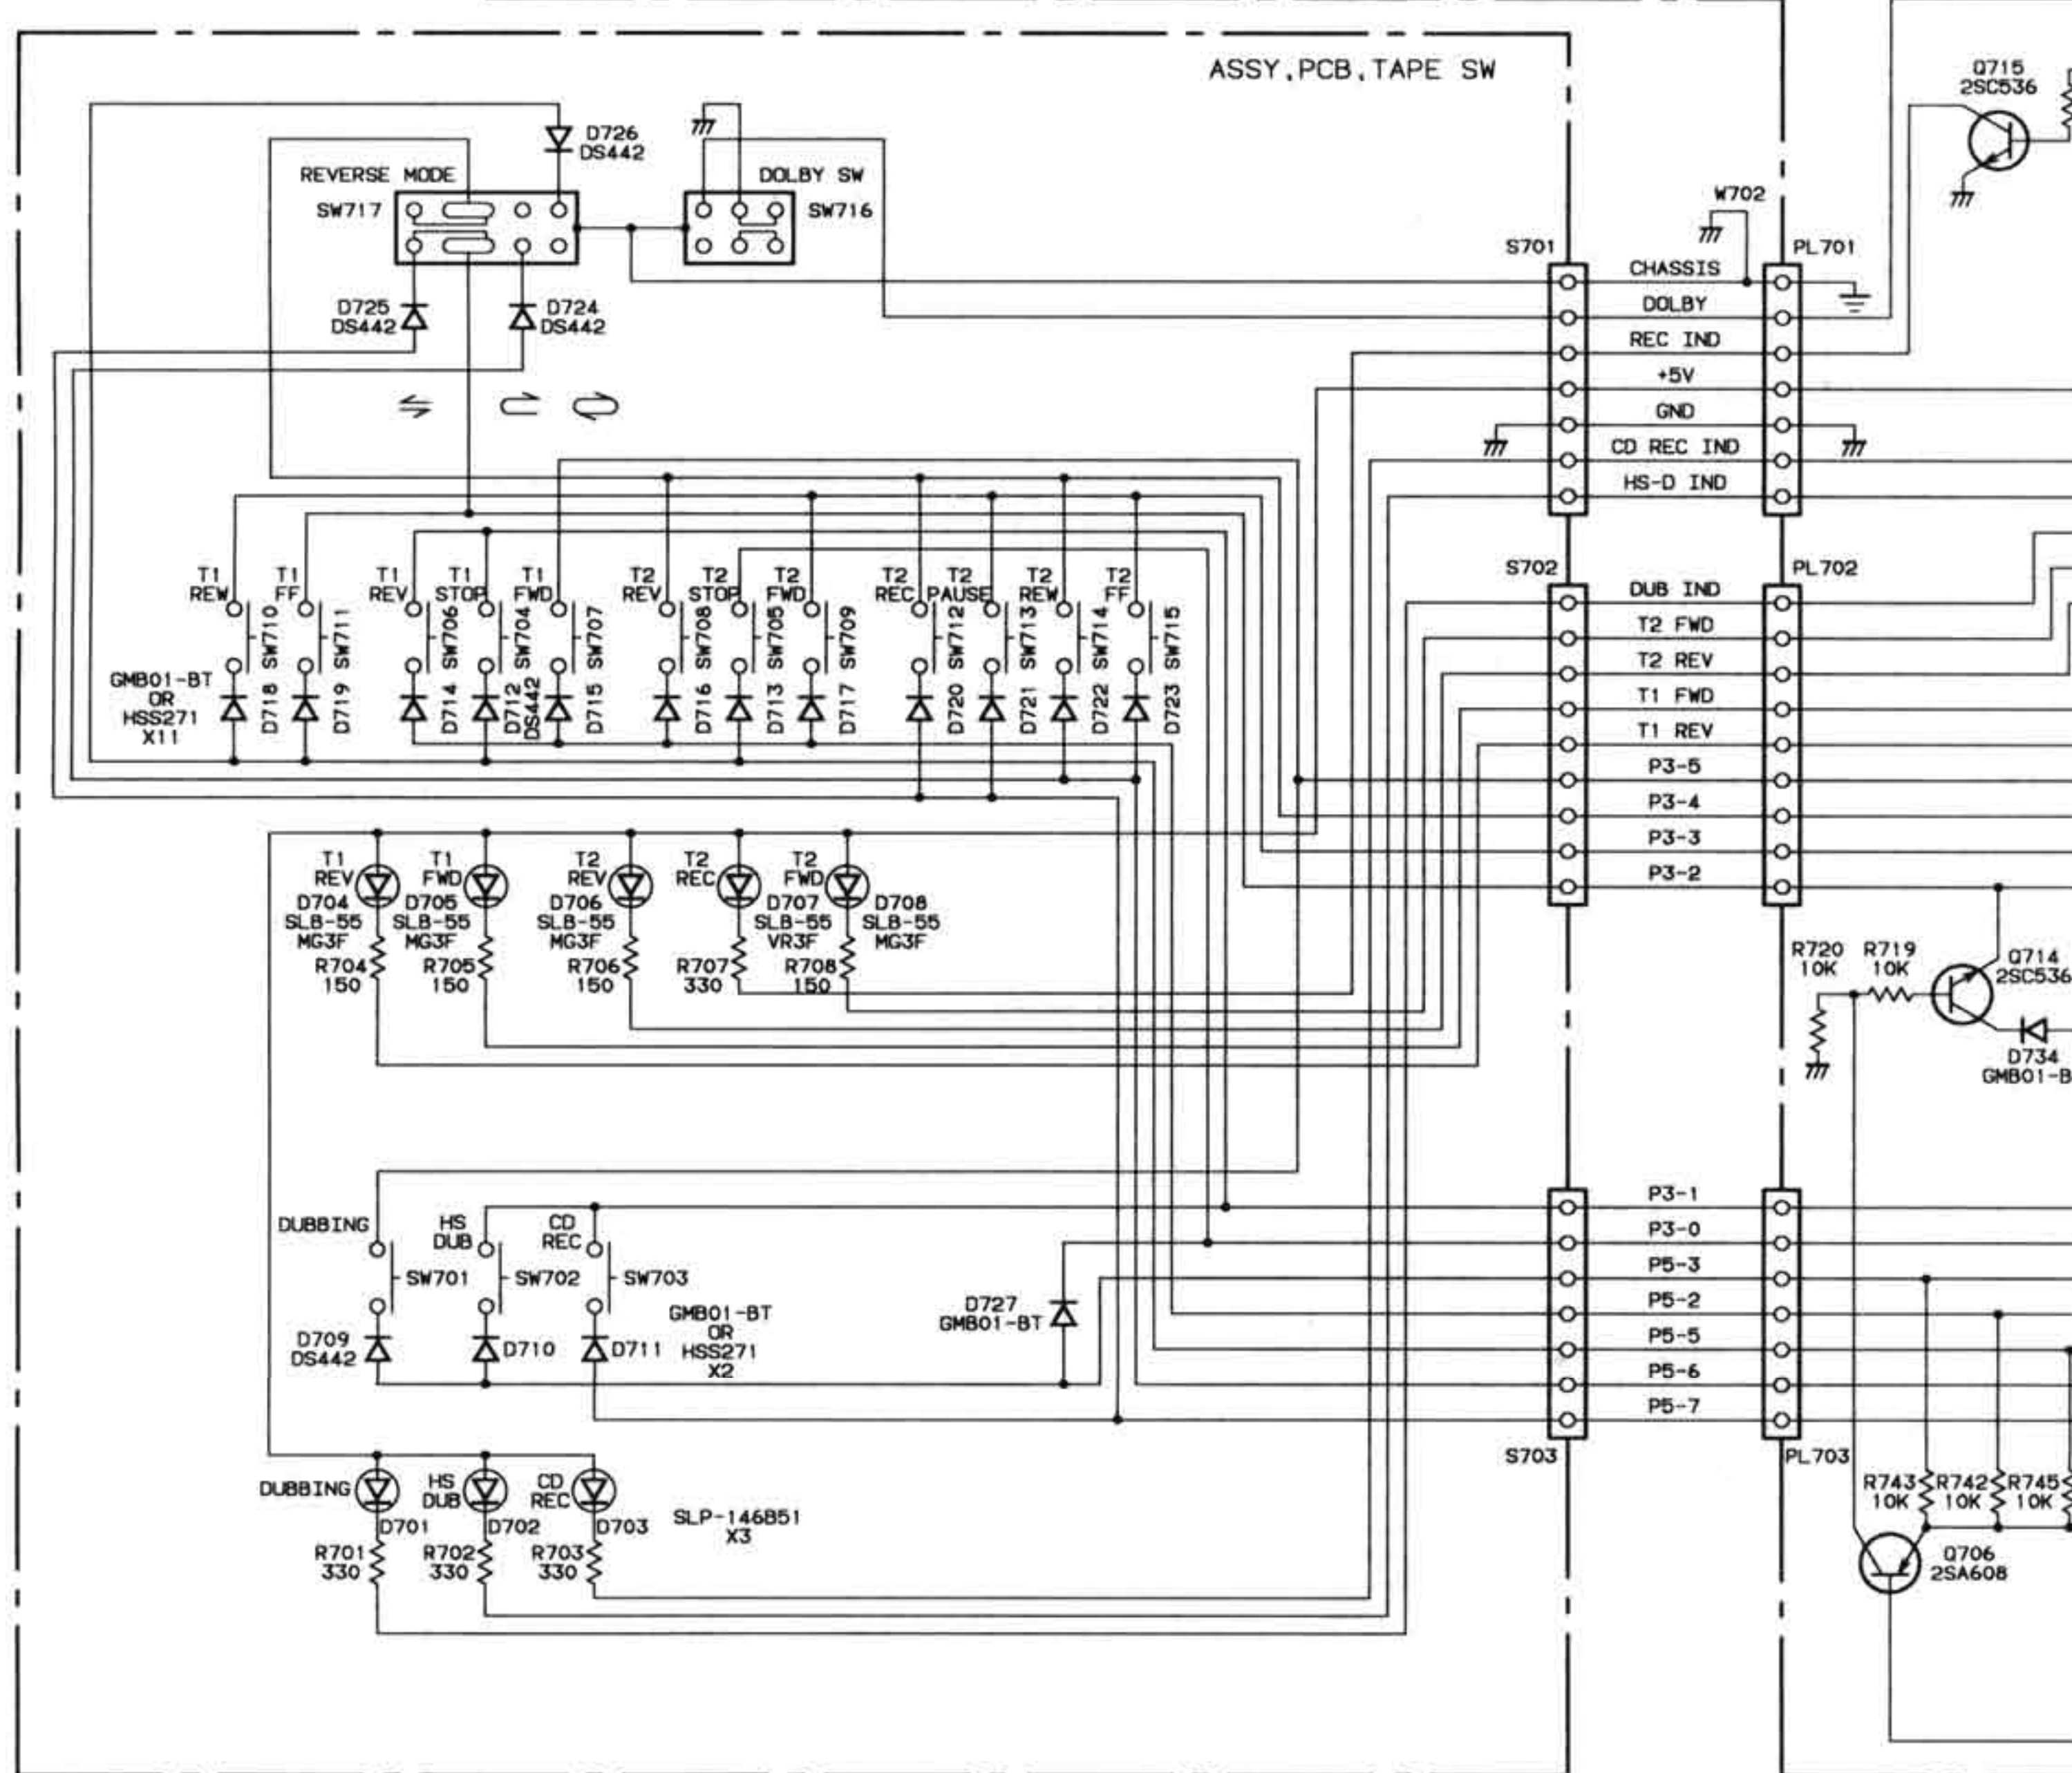 ASSY,PCB,TAPE SW
Q715
2SC536
D726
DS442
REVERSE MODE
SW717
DOLBY SW
SW716
D725
DS442
D724
DS442
W702
S701
PL701
CHASSIS
DOLBY
REC IND
+5V
GND
CD REC IND
HS-D IND
T1
REW
SW710
T1
FF
SW711
T1
REV
SW706
T1
STOP
SW704
T1
FWD
SW707
T2
REV
SW708
T2
STOP
SW705
T2
FWD
SW709
T2
REC
SW712
T2
PAUSE
SW713
T2
REW
SW714
T2
FF
SW715
GMB01-BT
OR
HSS271
X11
D718
D719
D714
D712
DS442
D715
D716
D713
D717
D720
D721
D722
D723
S702
PL702
DUB IND
T2 FWD
T2 REV
T1 FWD
T1 REV
P3-5
P3-4
P3-3
P3-2
T1
REV
D704
SLB-55
MG3F
R704
150
T1
FWD
D705
SLB-55
MG3F
R705
150
T2
REV
D706
SLB-55
MG3F
R706
150
T2
REC
D707
SLB-55
VR3F
R707
330
T2
FWD
D708
SLB-55
MG3F
R708
150
R720
10K
R719
10K
Q714
2SC536
D734
GMB01-B
DUBBING
SW701
HS
DUB
SW702
CD
REC
SW703
D709
DS442
D710
D711
GMB01-BT
OR
HSS271
X2
D727
GMB01-BT
P3-1
P3-0
P5-3
P5-2
P5-5
P5-6
P5-7
S703
PL703
DUBBING
D701
HS
DUB
D702
CD
REC
D703
SLP-146B51
X3
R701
330
R702
330
R703
330
R743
10K
R742
10K
R745
10K
Q706
2SA608